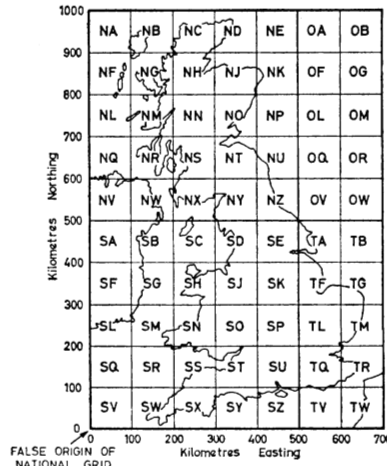 1000
NA NB NC ND NE OA OB
900
NF NG NH NJ NK OF OG
800
NL NM NN NO NP OL OM
700
NQ NR NS NT NU OQ OR
600
NV NW NX NY NZ OV OW
500
SA SB SC SD SE TA TB
400
SF SG SH SJ SK TF TG
300
SL SM SN SO SP TL TM
200
SQ SR SS ST SU TQ TR
100
SV SW SX SY SZ TV TW
0
Kilometres Northing
0 100 200 300 400 500 600 700
Kilometres Easting
FALSE ORIGIN OF
NATIONAL GRID